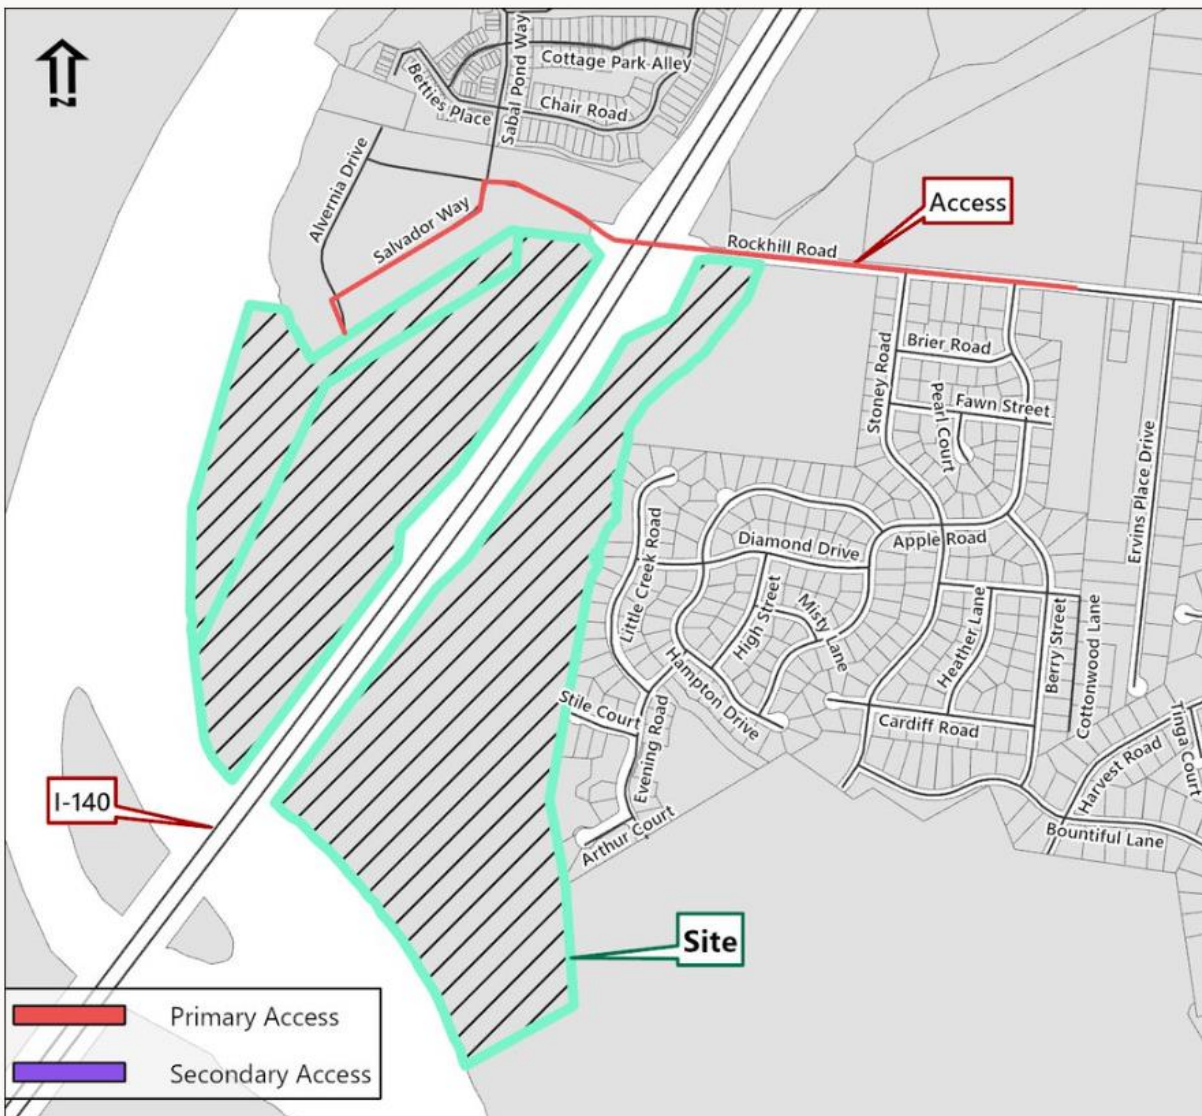 Cottage Park Alley
Betties Place
Sabal Pond Way
Chair Road
Alvernia Drive
Salvador Way
Access
Rockhill Road
Stoney Road
Brier Road
Pearl Court
Fawn Street
Ervins Place Drive
Little Creek Road
Diamond Drive
Apple Road
High Street
Misty Lane
Heather Lane
Berry Street
Cottonwood Lane
Hampton Drive
Stile Court
Evening Road
Cardiff Road
Tinga Court
Harvest Road
I-140
Arthur Court
Bountiful Lane
Site
N
Primary Access
Secondary Access